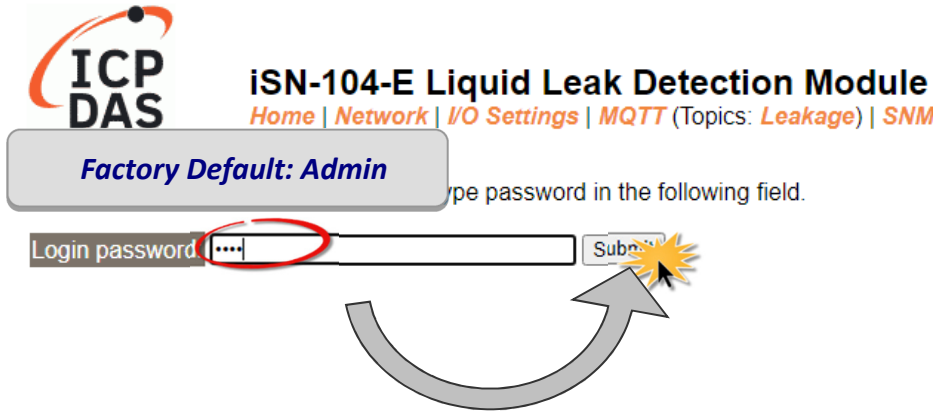 ICP
DAS
iSN-104-E Liquid Leak Detection Module
Home | Network | I/O Settings | MQTT (Topics: Leakage) | SNM
Factory Default: Admin
ype password in the following field.
Login password: ••••
Submit